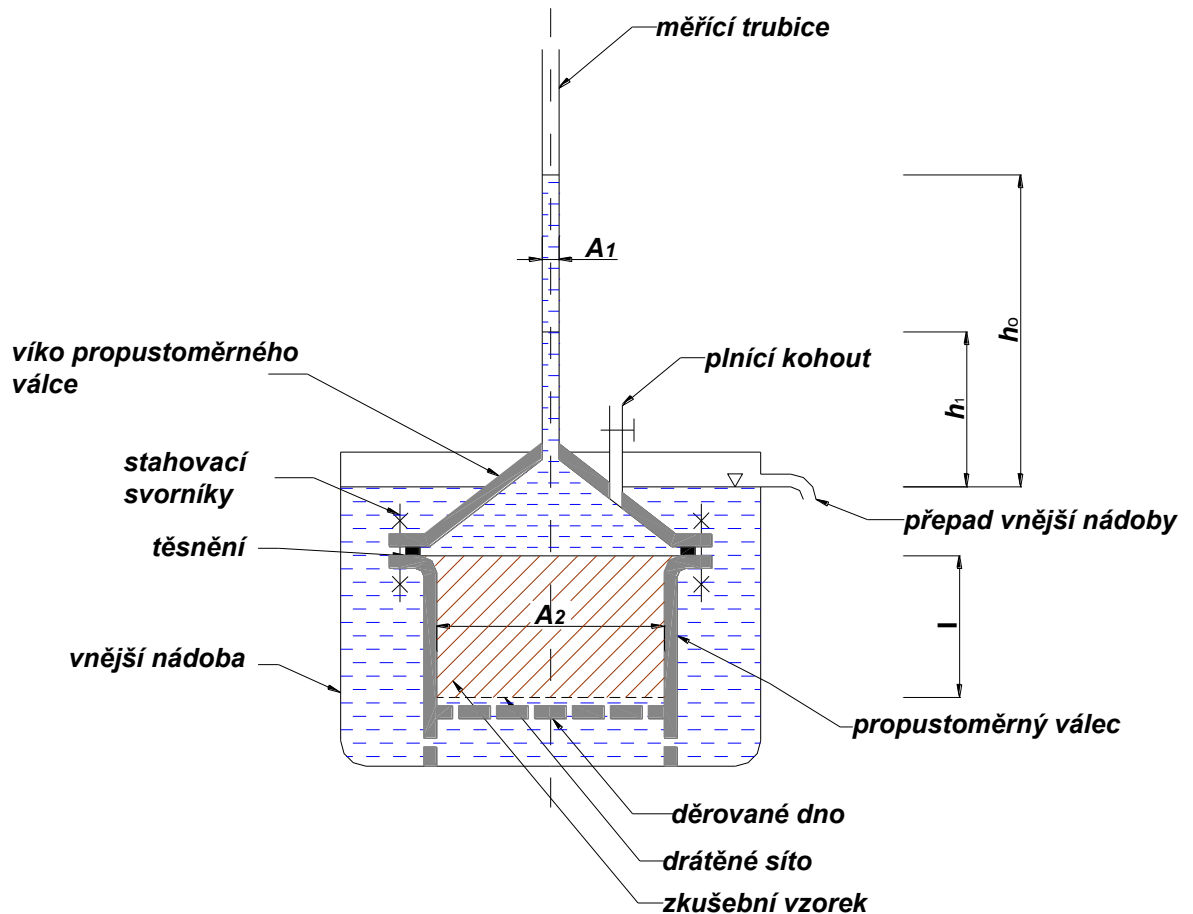 měřící trubice
A1
ho
víko propustoměrného
válce
plnící kohout
h1
stahovací
svorníky
přepad vnější nádoby
těsnění
A2
l
vnější nádoba
propustoměrný válec
děrované dno
drátěné síto
zkušební vzorek